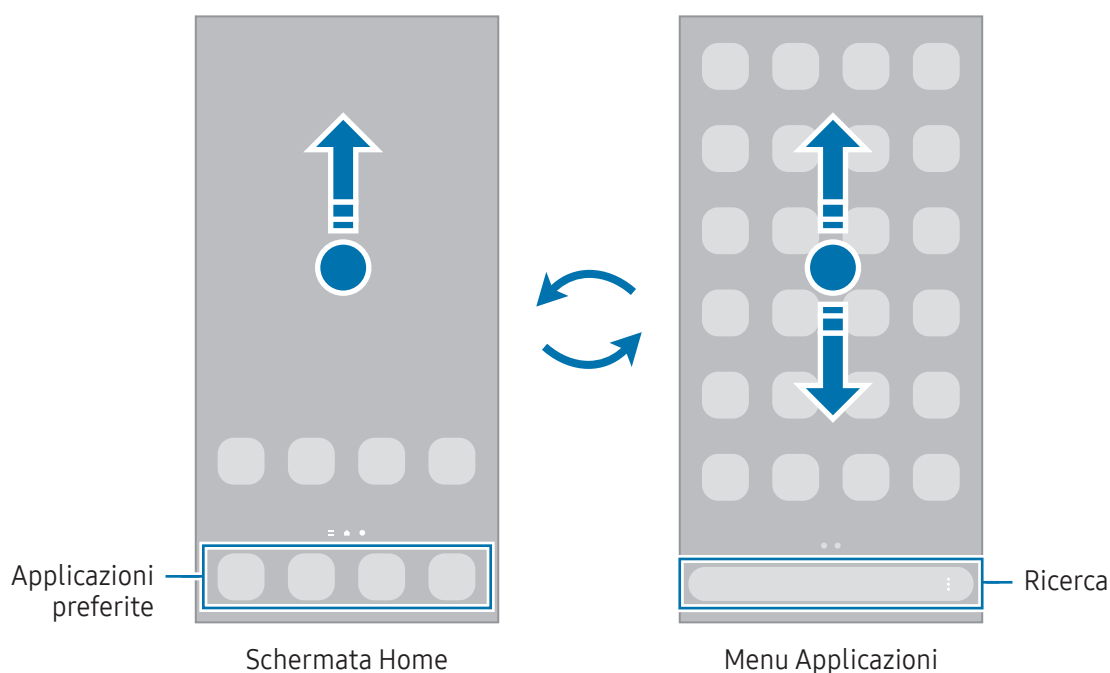 Applicazioni
preferite
Ricerca
Schermata Home
Menu Applicazioni